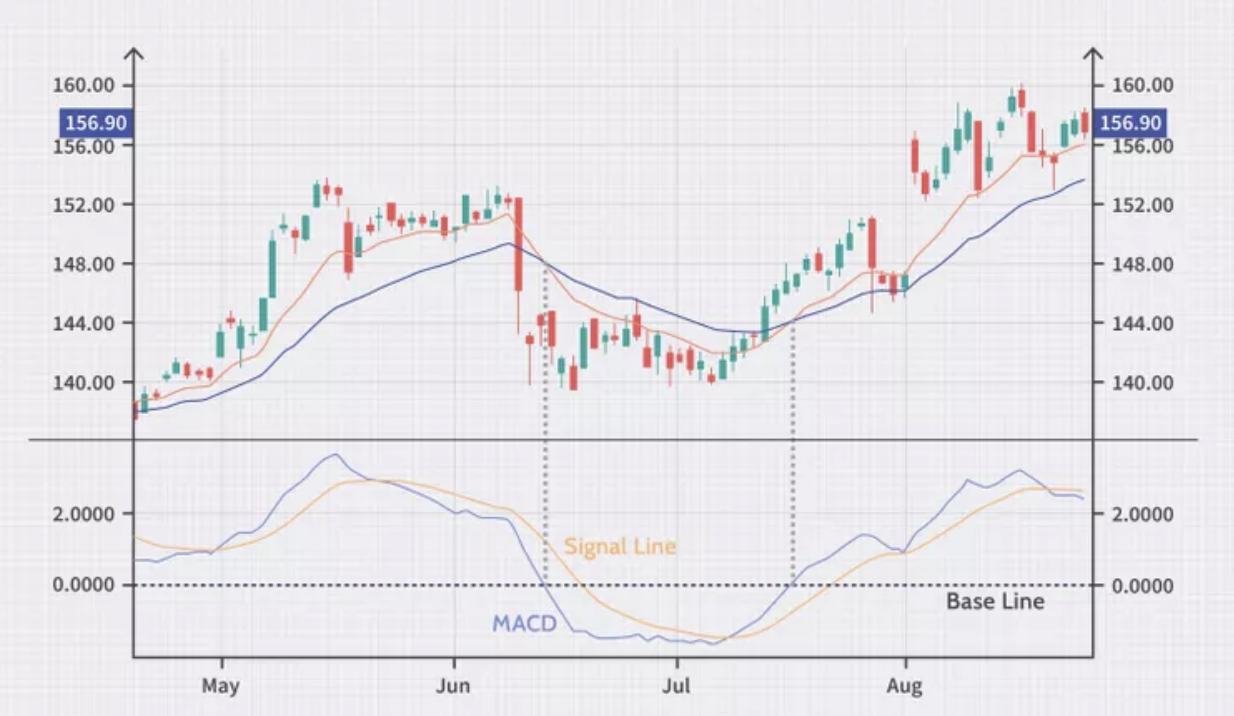 160.00 160.00
156.90 156.90
156.00 156.00
152.00 152.00
148.00 148.00
144.00 144.00
140.00 140.00
2.0000 2.0000
Signal Line
0.0000 0.0000
Base Line
MACD
May Jun Jul Aug